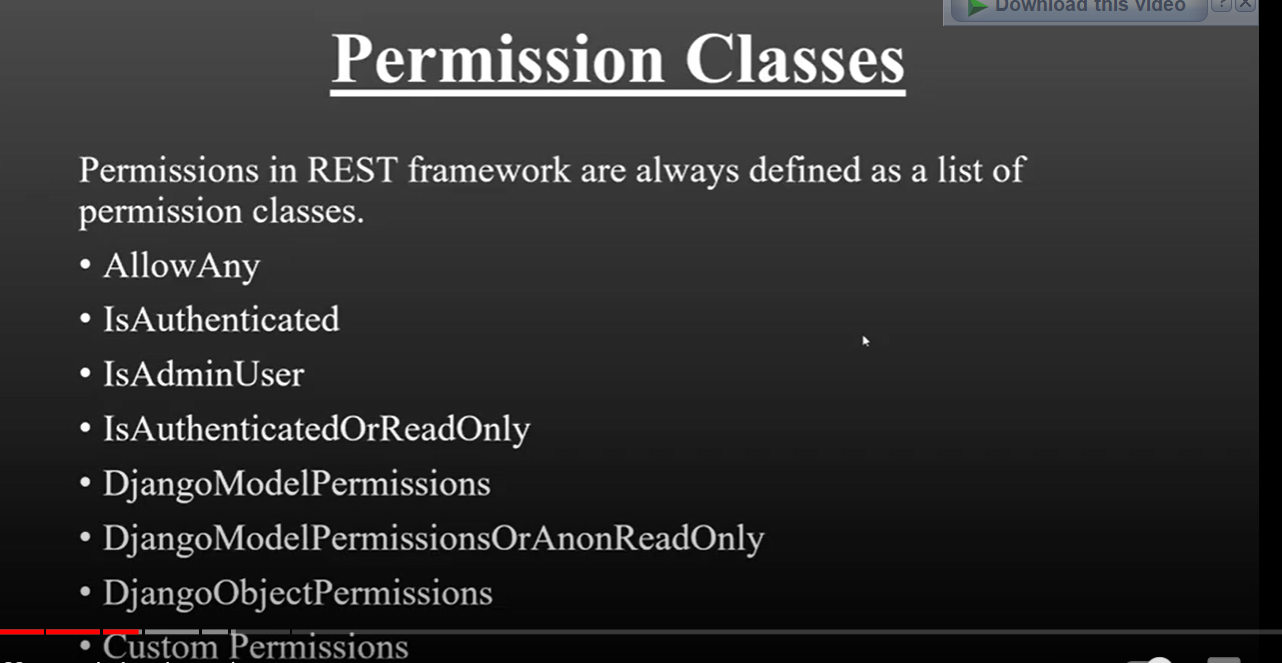 Download this video
?
Permission Classes
Permissions in REST framework are always defined as a list of
permission classes.
• AllowAny
• IsAuthenticated
• IsAdminUser
• IsAuthenticatedOrReadOnly
• DjangoModelPermissions
• DjangoModelPermissionsOrAnonReadOnly
• DjangoObjectPermissions
• Custom Permissions